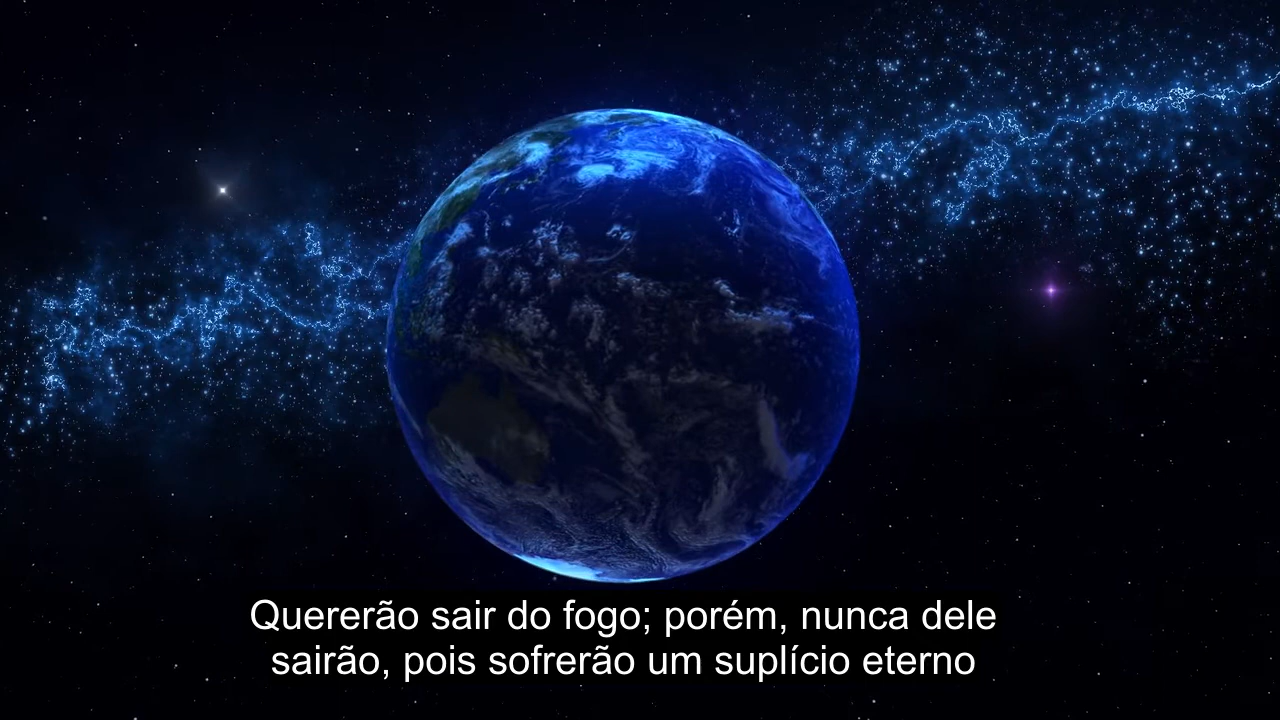 Quererão sair do fogo; porém, nunca dele
sairão, pois sofrerão um suplício eterno